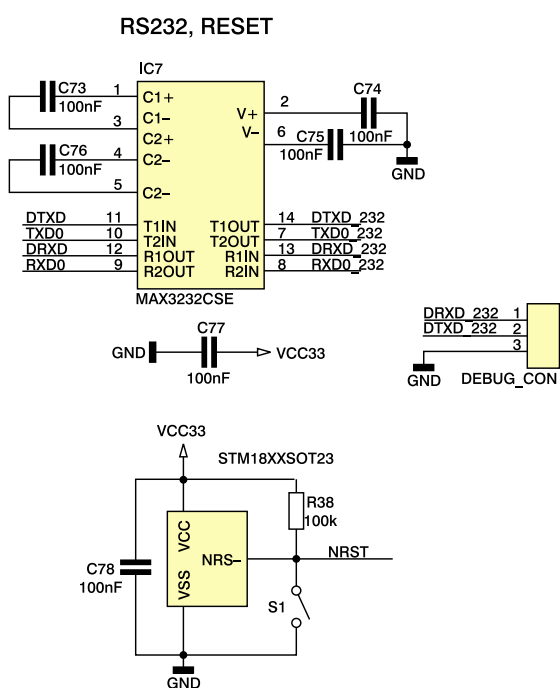 RS232, RESET
IC7
C73
100nF
1
3
C1+
C1-
C2+
C2-
C2-
C76
100nF
4
5
V+
V-
2
6
C74
100nF
C75
100nF
GND
DTXD 11 T1IN T1OUT 14 DTXD_232
TXD0 10 T2IN T2OUT 7 TXD0_232
DRXD 12 R1OUT R1IN 13 DRXD_232
RXD0 9 R2OUT R2IN 8 RXD0_232
MAX3232CSE
C77
GND
VCC33
100nF
DRXD_232 1
DTXD_232 2
3
GND
DEBUG_CON
VCC33
STM18XXSOT23
R38
100k
VCC
NRS-
NRST
VSS
C78
100nF
S1
GND